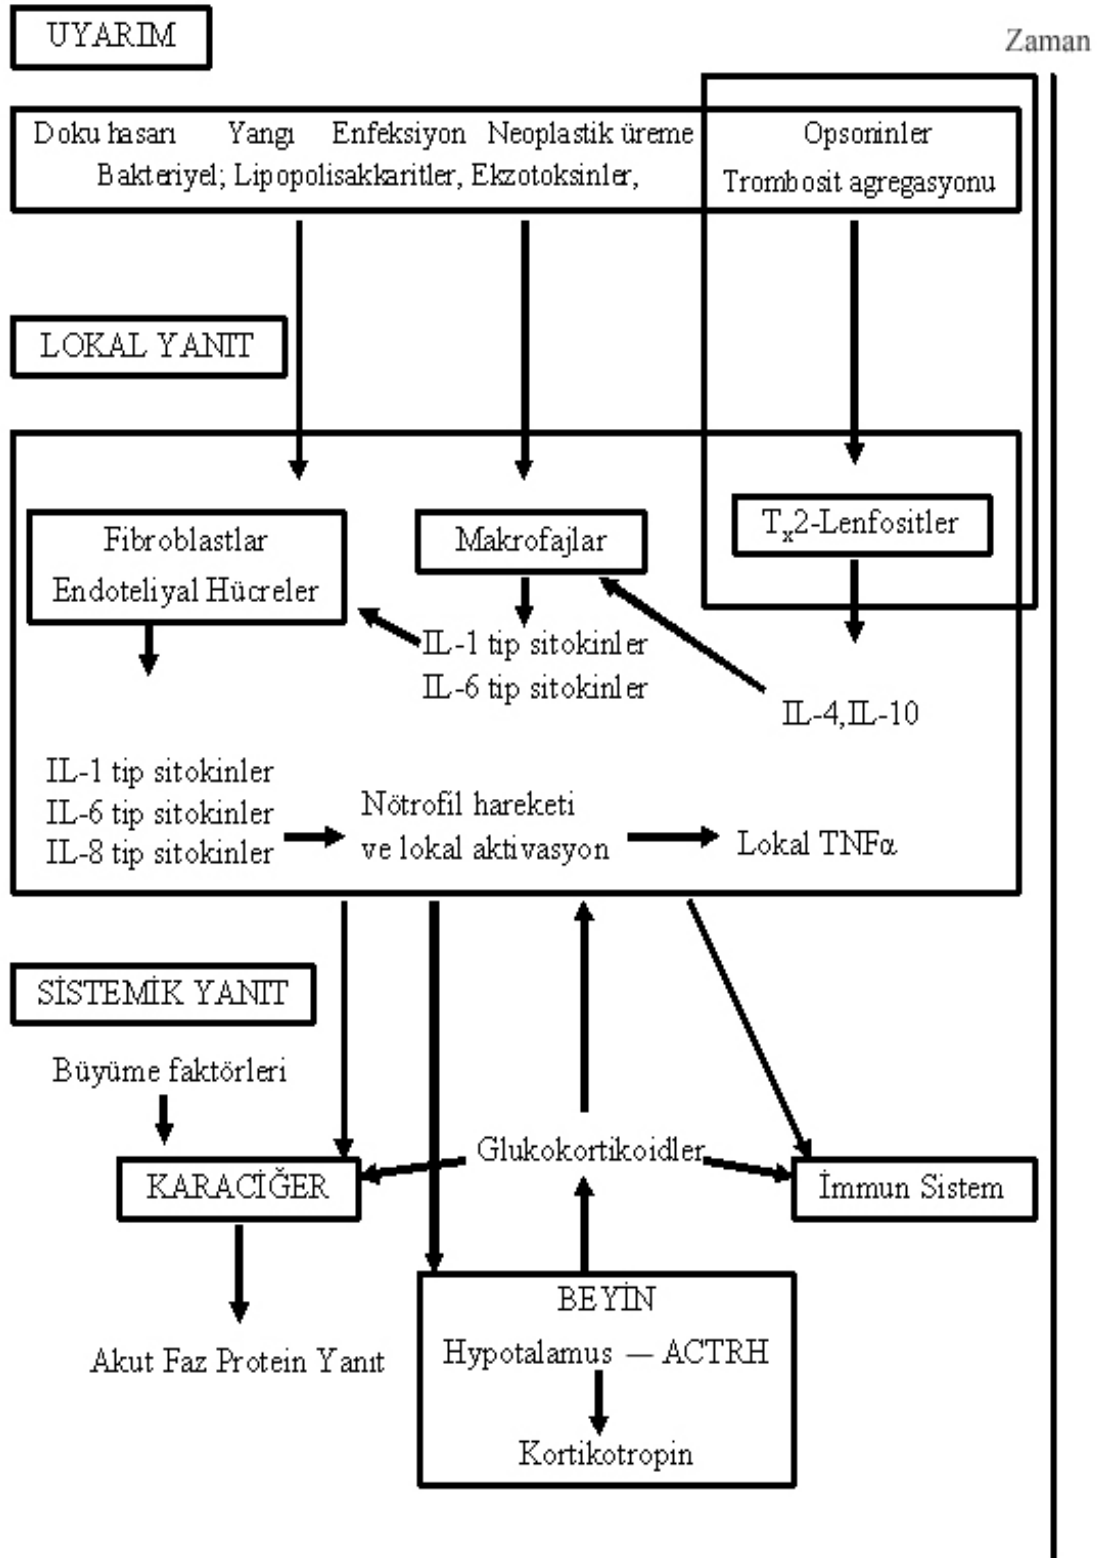 UYARIM
Zaman
Doku hasarı Yangı Enfeksiyon Neoplastik üreme
Bakteriyel; Lipopolisakkaritler, Ekzotoksinler,
Opsoninler
Trombosit agregasyonu
LOKAL YANIT
Fibroblastlar
Endoteliyal Hücreler
Makrofajlar
Tx2-Lenfositler
IL-1 tip sitokinler
IL-6 tip sitokinler
IL-4,IL-10
IL-1 tip sitokinler
IL-6 tip sitokinler
IL-8 tip sitokinler
Nötrofil hareketi
ve lokal aktivasyon
Lokal TNFα
SİSTEMİK YANIT
Büyüme faktörleri
Glukokortikoidler
KARACİĞER
İmmun Sistem
Akut Faz Protein Yanıt
BEYİN
Hypotalamus — ACTRH
Kortikotropin